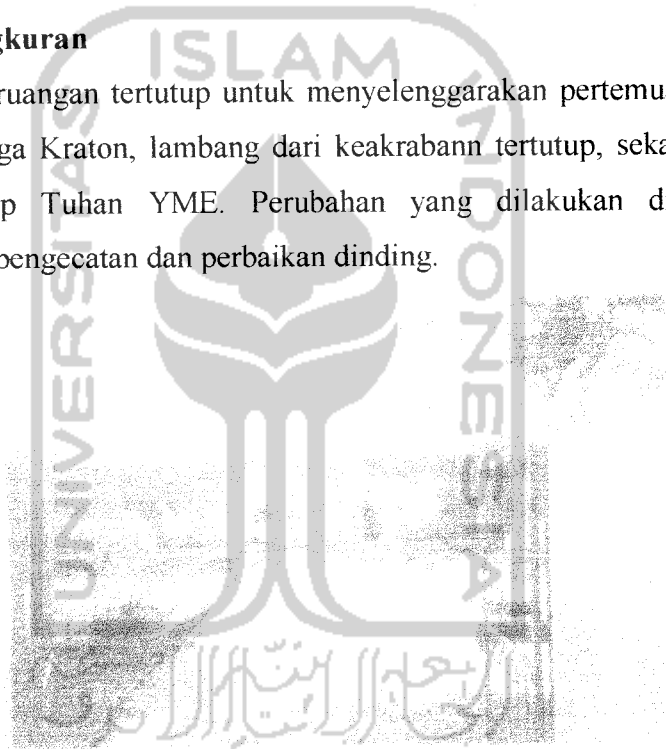 gkuran
ruangan tertutup untuk menyelenggarakan pertemu
ga Kraton, lambang dari keakrabann tertutup, seka
p Tuhan YME. Perubahan yang dilakukan d
pengecatan dan perbaikan dinding.
ISLAM
UNIVERSITAS
INDONESIA